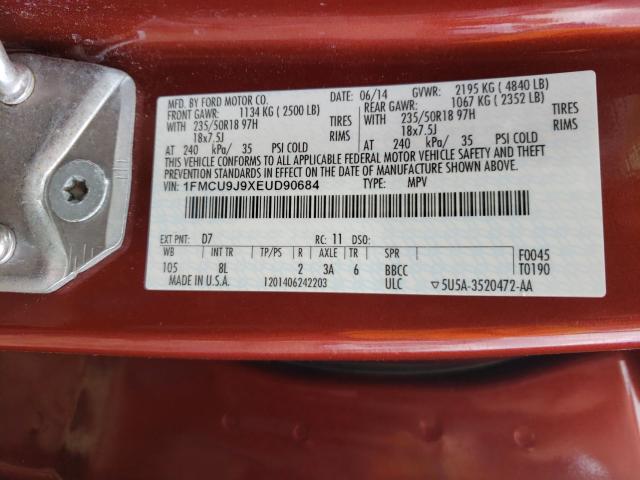 MFD. BY FORD MOTOR CO. 06/14 GVWR: 2195 KG ( 4840 LB)
FRONT GAWR: 1134 KG ( 2500 LB) REAR GAWR: 1067 KG ( 2352 LB)
WITH 235/50R18 97H TIRES WITH 235/50R18 97H TIRES
18x7.5J RIMS 18x7.5J RIMS
AT 240 kPa/ 35 PSI COLD AT 240 kPa/ 35 PSI COLD
THIS VEHICLE CONFORMS TO ALL APPLICABLE FEDERAL MOTOR VEHICLE SAFETY AND THEFT
PREVENTION STANDARDS IN EFFECT ON THE DATE OF MANUFACTURE SHOWN ABOVE.
VIN: 1FMCU9J9XEUD90684 TYPE: MPV
EXT PNT: D7 RC: 11 DSO:
WB INT TR TP/PS R AXLE TR SPR F0045
105 8L 2 3A 6 BBCC T0190
MADE IN U.S.A. 1201406242203 ULC ▽5U5A-3520472-AA